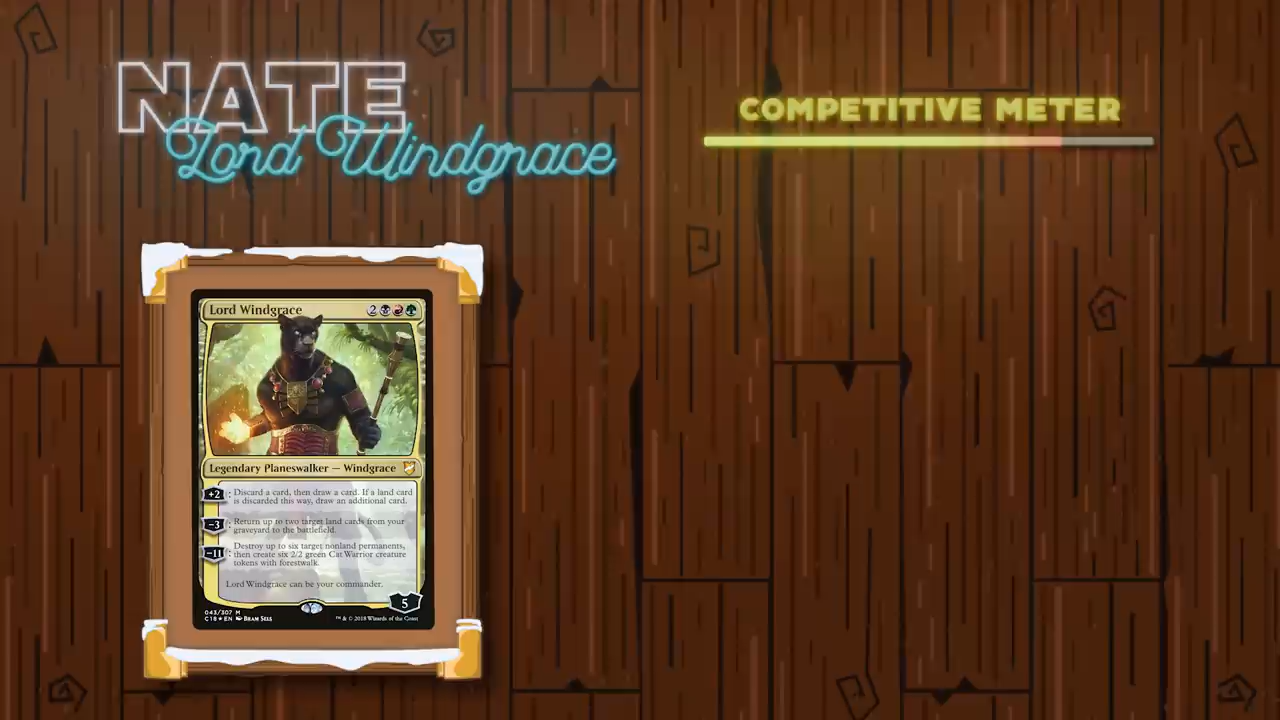 NATE
Lord Windgrace
COMPETITIVE METER
Lord Windgrace 2
Legendary Planeswalker — Windgrace
+2: Discard a card, then draw a card. If a land card
is discarded this way, draw an additional card.
−3: Return up to two target land cards from your
graveyard to the battlefield.
−11: Destroy up to six target nonland permanents,
then create six 2/2 green Cat Warrior creature
tokens with forestwalk.
Lord Windgrace can be your commander.
5
043/307 M
C18 ★ EN Bram Sels
™ & © 2018 Wizards of the Coast